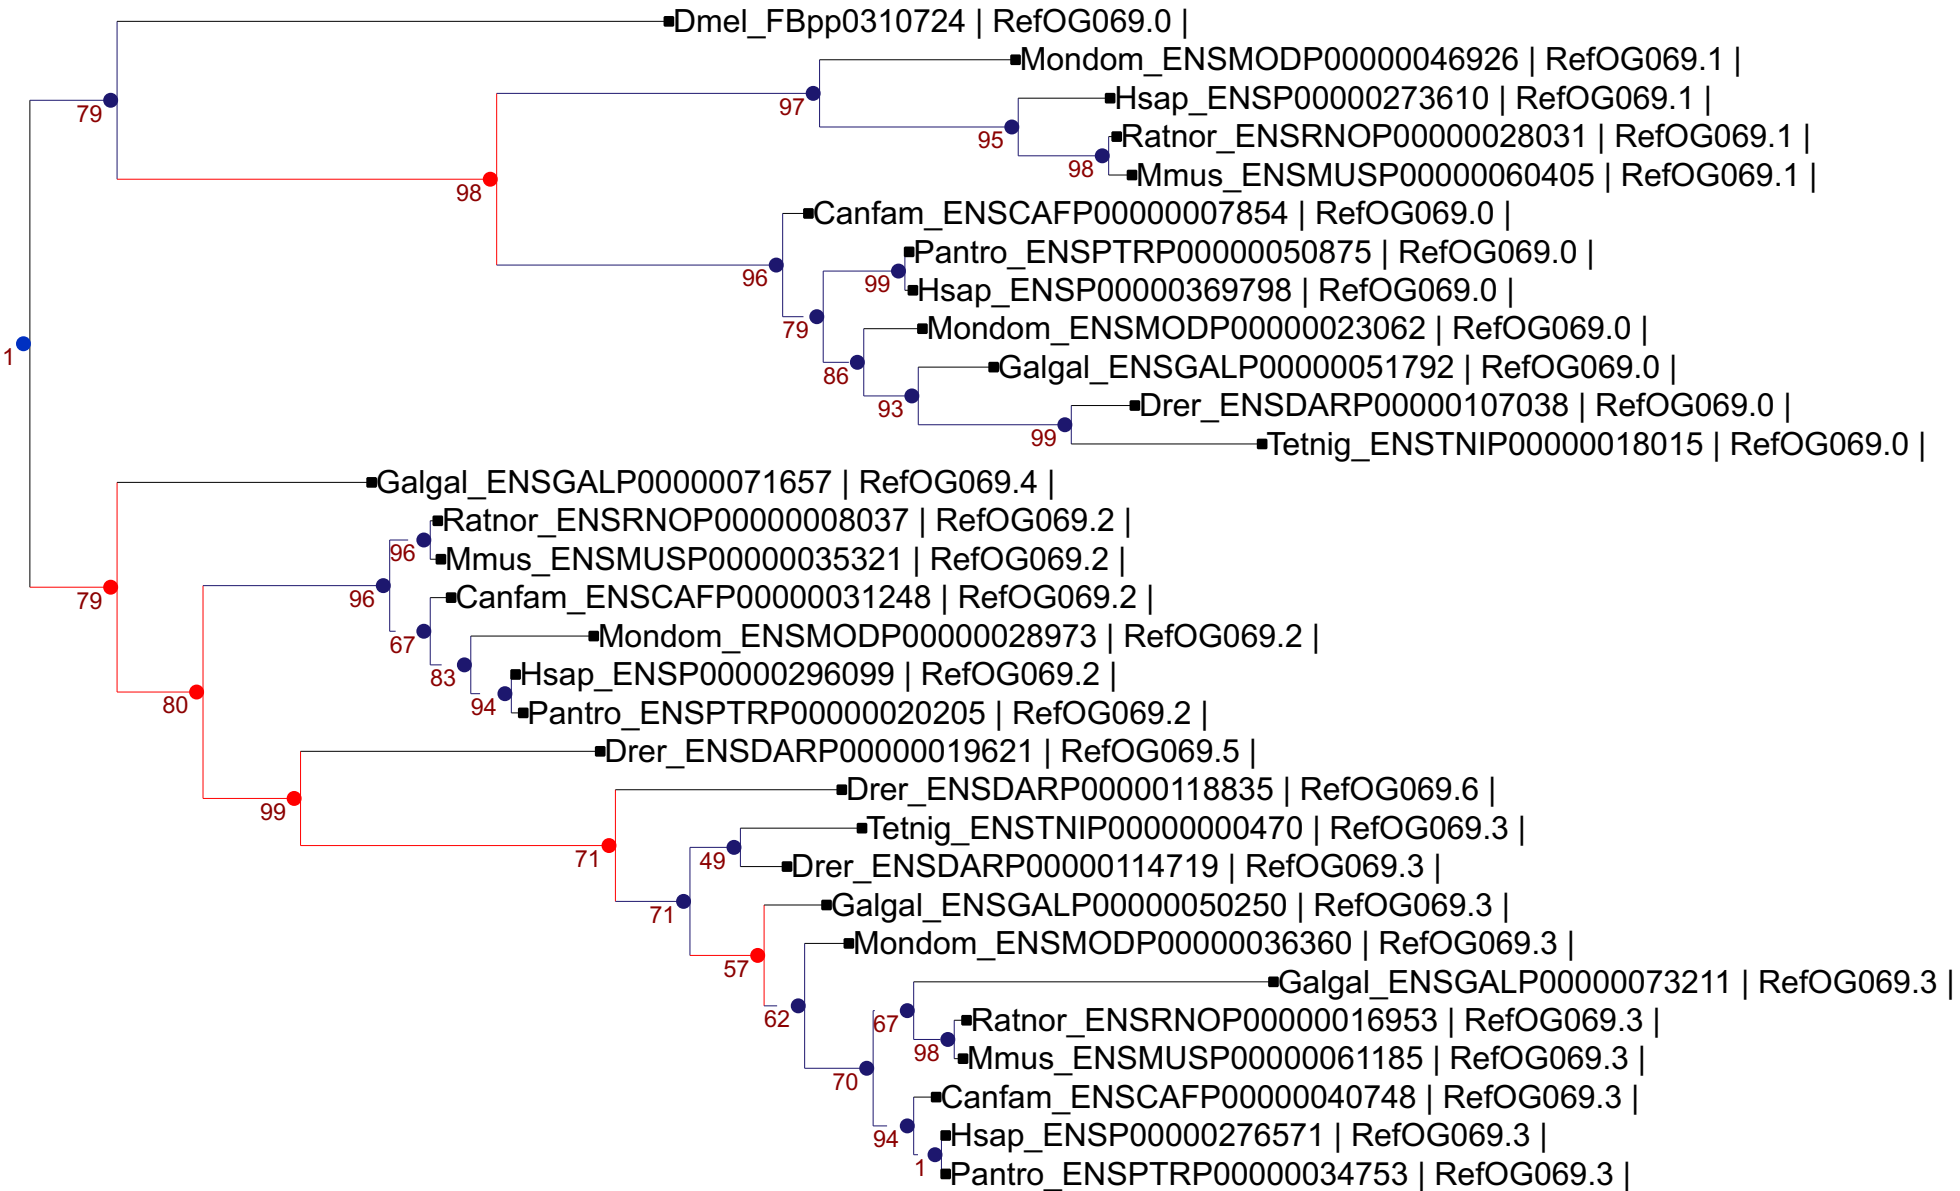 Dmel_FBpp0310724 | RefOG069.0 |
Mondom_ENSMODP00000046926 | RefOG069.1 |
97
Hsap_ENSP00000273610 | RefOG069.1 |
79
95
Ratnor_ENSRNOP00000028031 | RefOG069.1 |
98
Mmus_ENSMUSP00000060405 | RefOG069.1 |
98
Canfam_ENSCAFP00000007854 | RefOG069.0 |
Pantro_ENSPTRP00000050875 | RefOG069.0 |
96
99
Hsap_ENSP00000369798 | RefOG069.0 |
79
Mondom_ENSMODP00000023062 | RefOG069.0 |
1
Galgal_ENSGALP00000051792 | RefOG069.0 |
86
Drer_ENSDARP00000107038 | RefOG069.0 |
93
99
Tetnig_ENSTNIP00000018015 | RefOG069.0 |
Galgal_ENSGALP00000071657 | RefOG069.4 |
Ratnor_ENSRNOP00000008037 | RefOG069.2 |
96
Mmus_ENSMUSP00000035321 | RefOG069.2 |
79
96
Canfam_ENSCAFP00000031248 | RefOG069.2 |
67
Mondom_ENSMODP00000028973 | RefOG069.2 |
83
Hsap_ENSP00000296099 | RefOG069.2 |
80
94
Pantro_ENSPTRP00000020205 | RefOG069.2 |
Drer_ENSDARP00000019621 | RefOG069.5 |
99
Drer_ENSDARP00000118835 | RefOG069.6 |
Tetnig_ENSTNIP00000000470 | RefOG069.3 |
71
49
Drer_ENSDARP00000114719 | RefOG069.3 |
71
Galgal_ENSGALP00000050250 | RefOG069.3 |
Mondom_ENSMODP00000036360 | RefOG069.3 |
57
Galgal_ENSGALP00000073211 | RefOG069.3 |
62
67
Ratnor_ENSRNOP00000016953 | RefOG069.3 |
98
Mmus_ENSMUSP00000061185 | RefOG069.3 |
70
Canfam_ENSCAFP00000040748 | RefOG069.3 |
94
Hsap_ENSP00000276571 | RefOG069.3 |
1
Pantro_ENSPTRP00000034753 | RefOG069.3 |